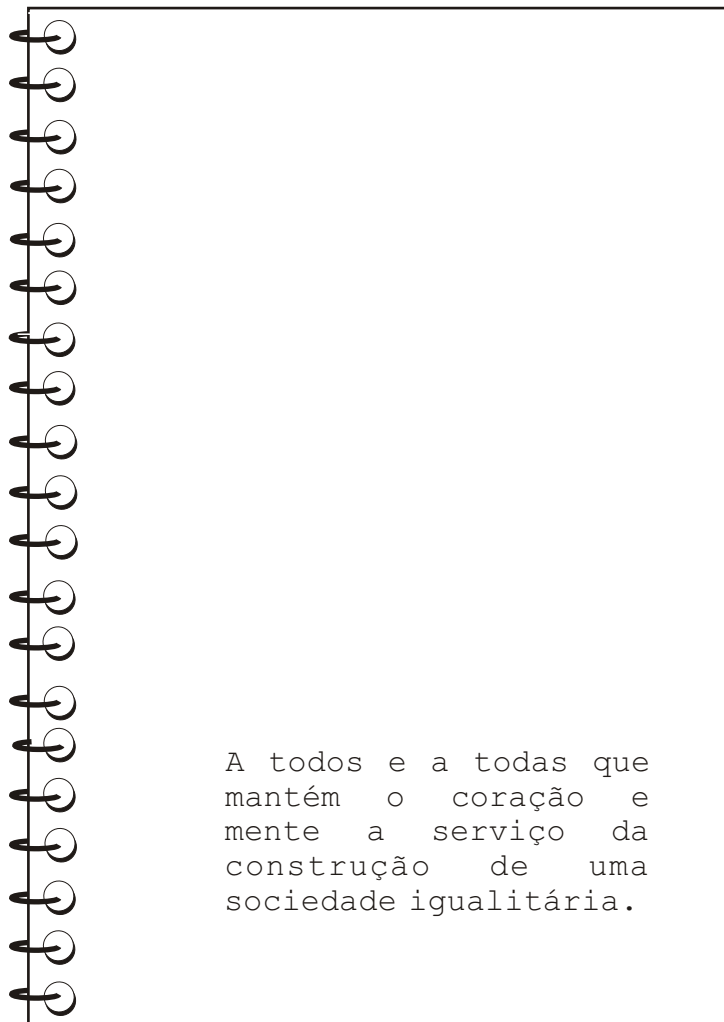 A todos e a todas que
mantém o coração e
mente a serviço da
construção de uma
sociedade igualitária.